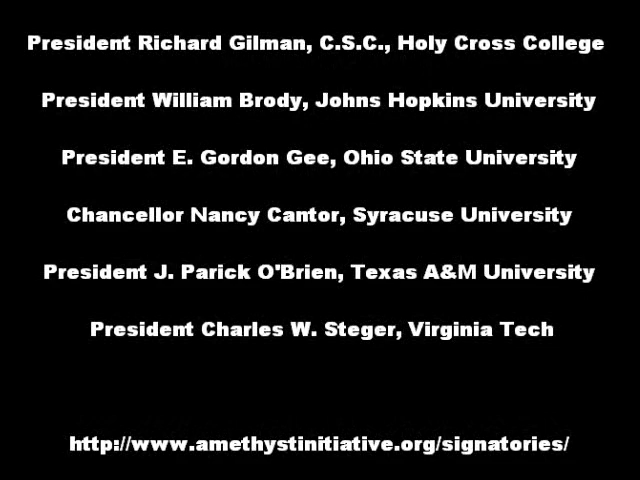 President Richard Gilman, C.S.C., Holy Cross College
President William Brody, Johns Hopkins University
President E. Gordon Gee, Ohio State University
Chancellor Nancy Cantor, Syracuse University
President J. Parick O'Brien, Texas A&M University
President Charles W. Steger, Virginia Tech
http://www.amethystinitiative.org/signatories/